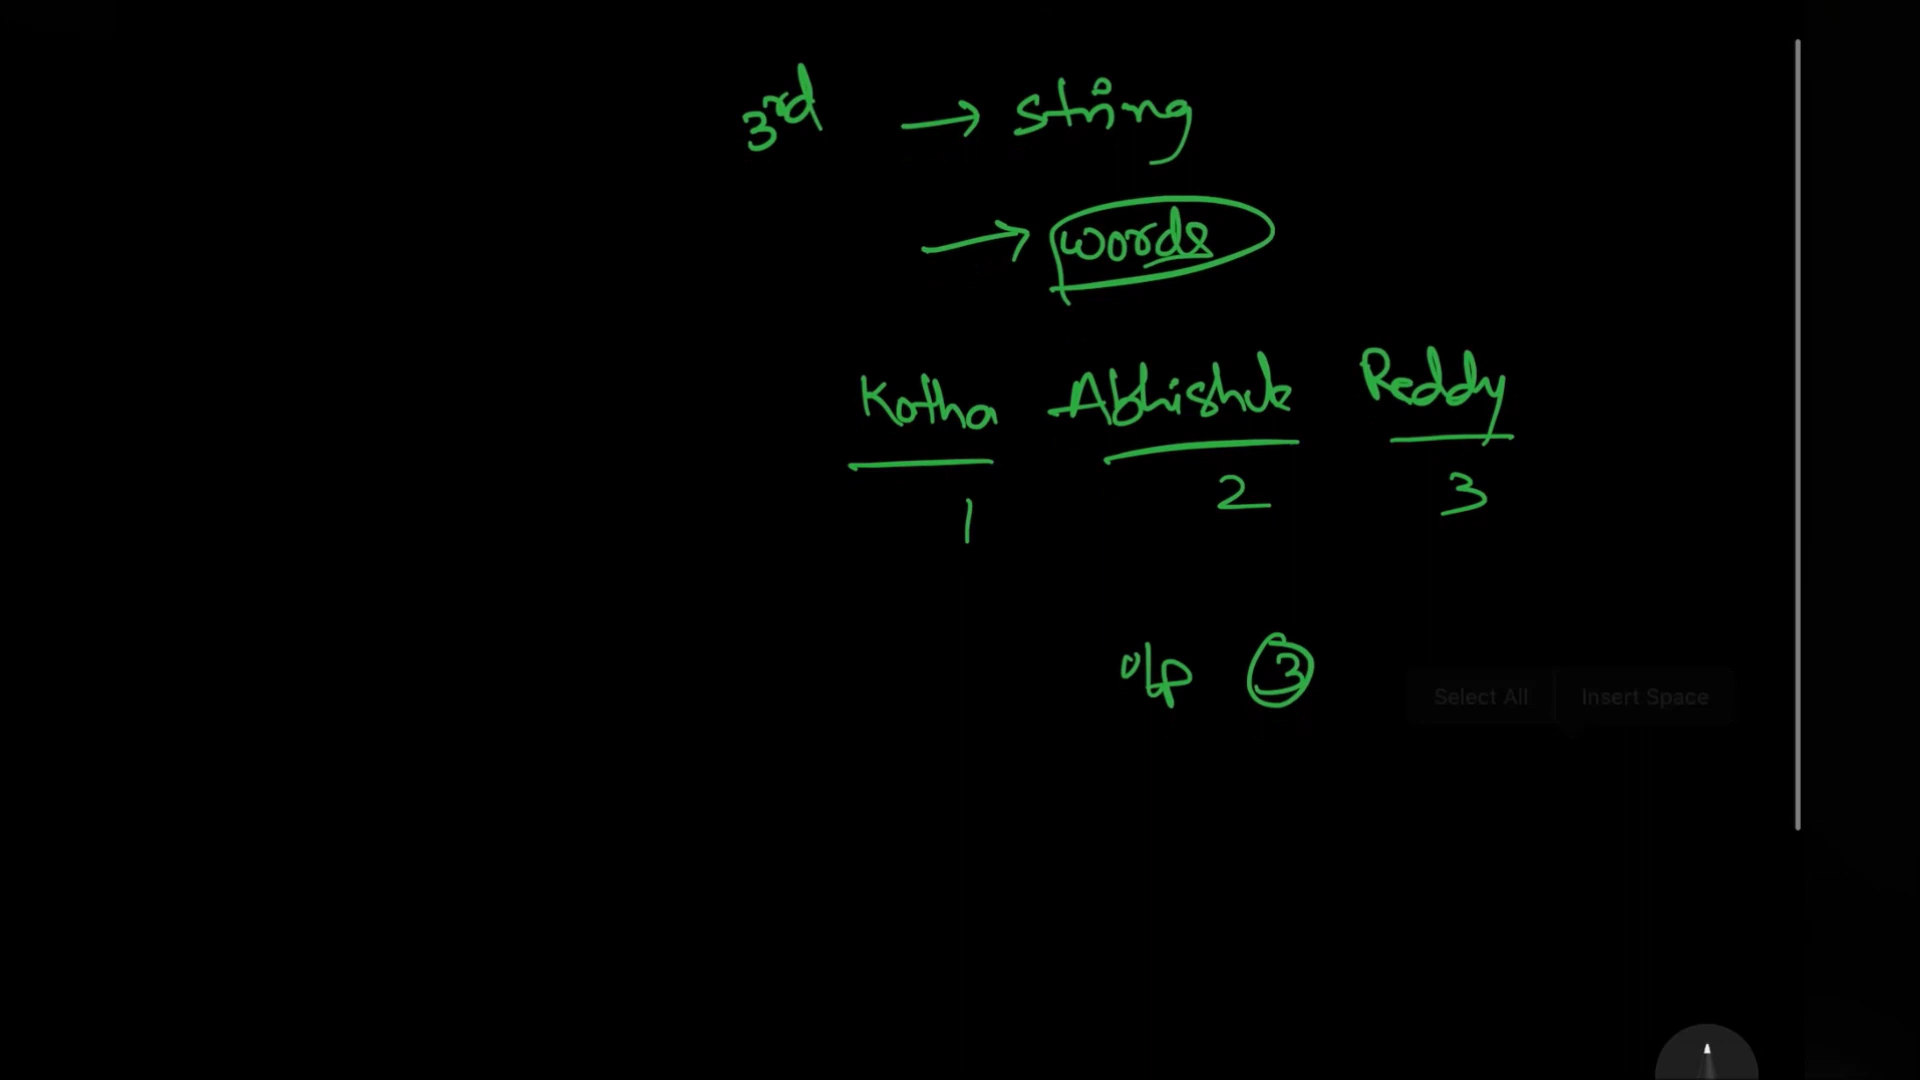 3rd → string
→ words
Kotha Abhishek Reddy
1 2 3
o/p 3
Select All Insert Space